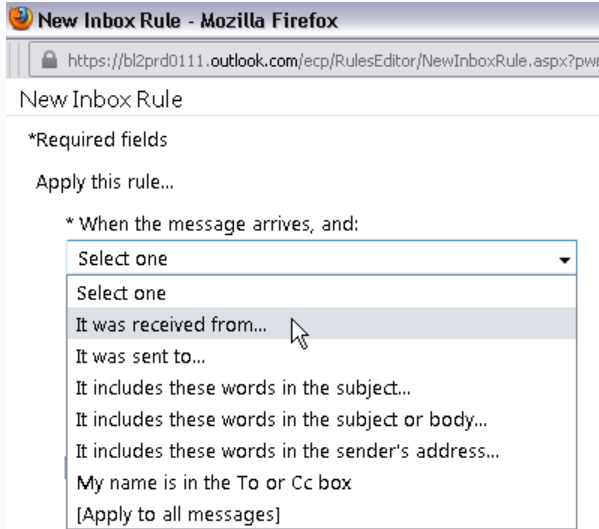 New Inbox Rule - Mozilla Firefox
https://bl2prd0111.outlook.com/ecp/RulesEditor/NewInboxRule.aspx?pwr
New Inbox Rule
*Required fields
Apply this rule...
* When the message arrives, and:
Select one
Select one
It was received from...
It was sent to...
It includes these words in the subject...
It includes these words in the subject or body...
It includes these words in the sender's address...
My name is in the To or Cc box
[Apply to all messages]